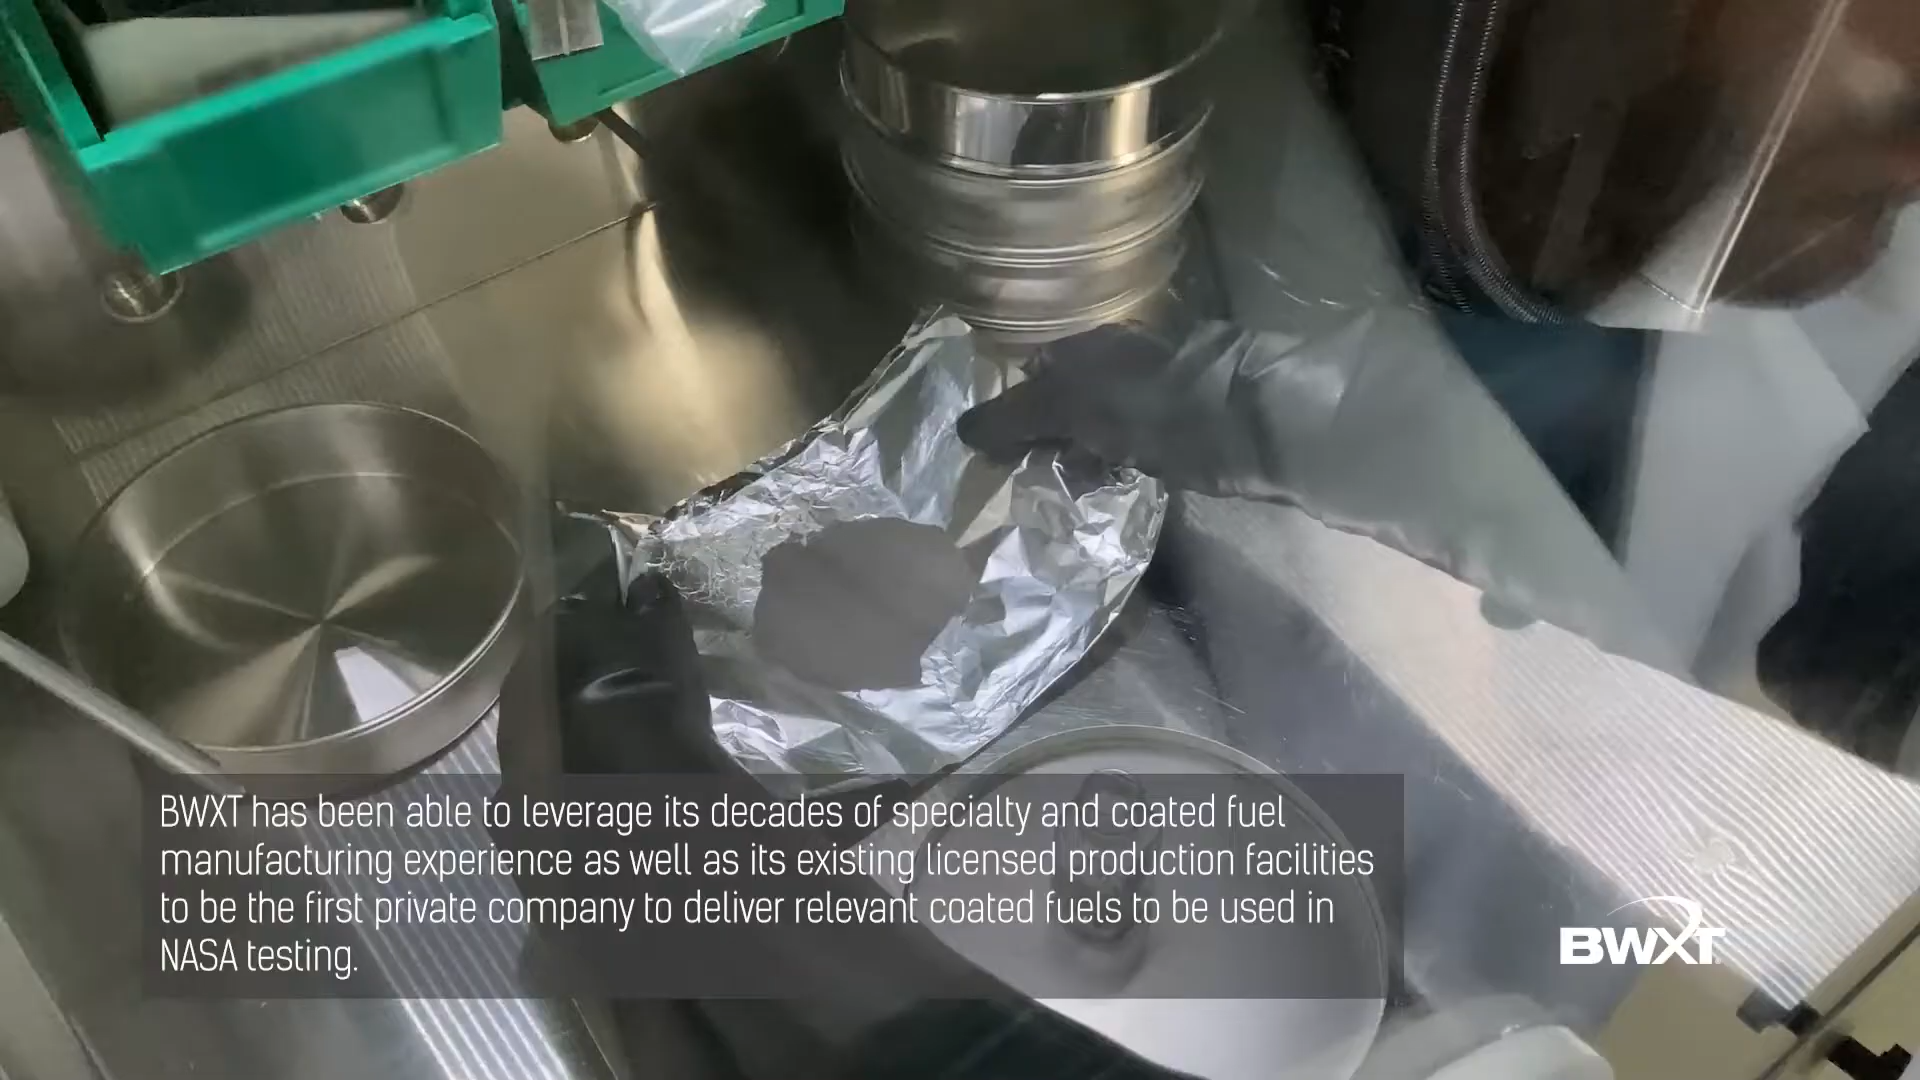 BWXT has been able to leverage its decades of specialty and coated fuel
manufacturing experience as well as its existing licensed production facilities
to be the first private company to deliver relevant coated fuels to be used in
NASA testing.
BWXT